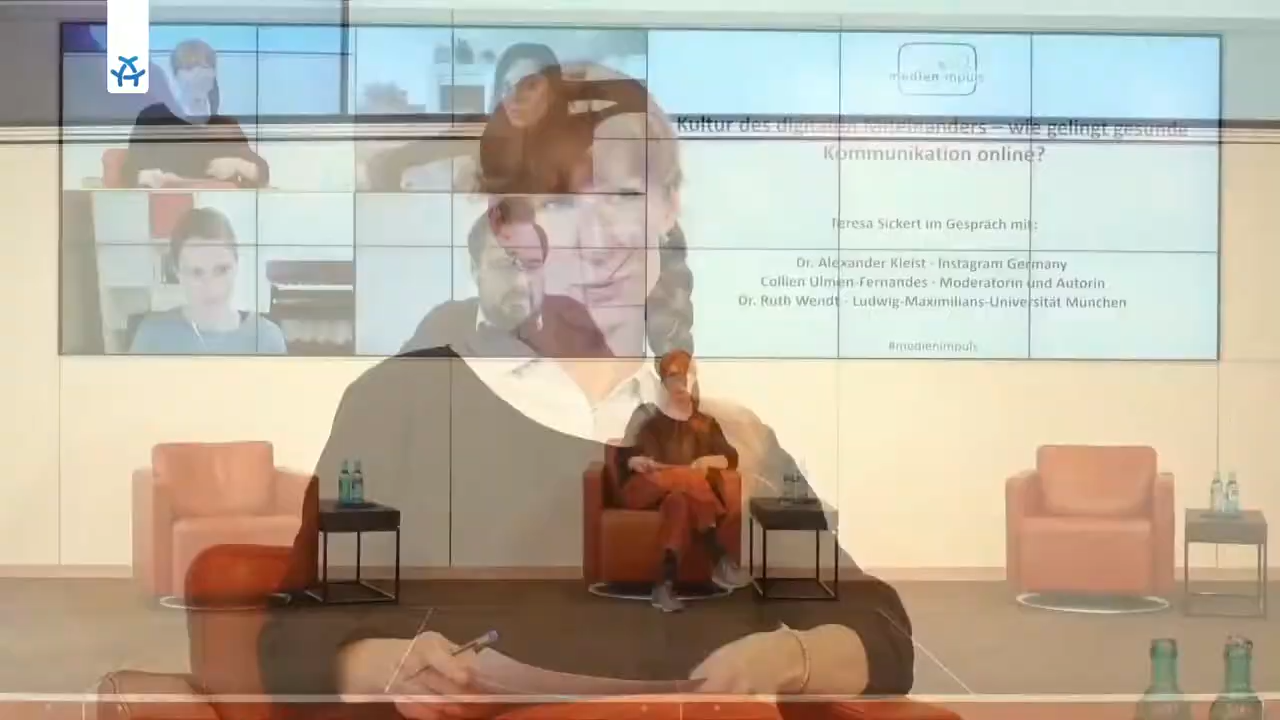 medien impuls
Kultur des digitalen Miteinanders – wie gelingt gesunde
Kommunikation online?
Teresa Sickert im Gespräch mit:
Dr. Alexander Kleist - Instagram Germany
Collien Ulmen-Fernandes - Moderatorin und Autorin
Dr. Ruth Wendt - Ludwig-Maximilians-Universität München
#medienimpuls